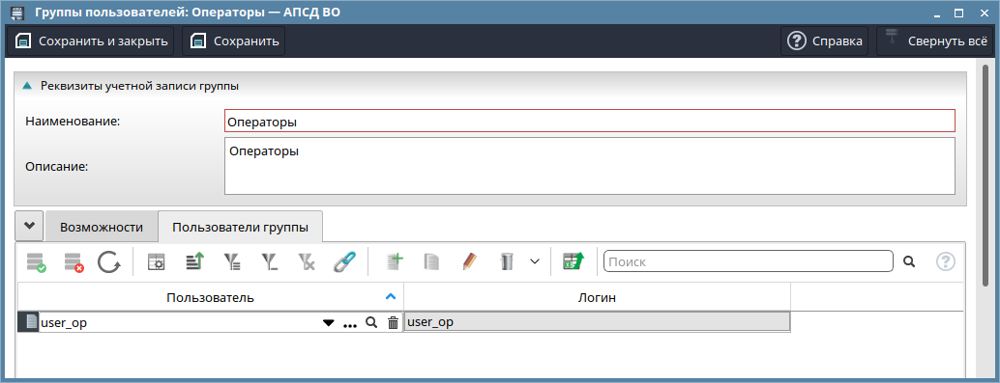 Группы пользователей: Операторы — АПСД ВО
Сохранить и закрыть
Сохранить
Справка
Свернуть всё
Реквизиты учетной записи группы
Наименование:
Операторы
Описание:
Операторы
Возможности
Пользователи группы
Поиск
Пользователь
Логин
user_op
user_op